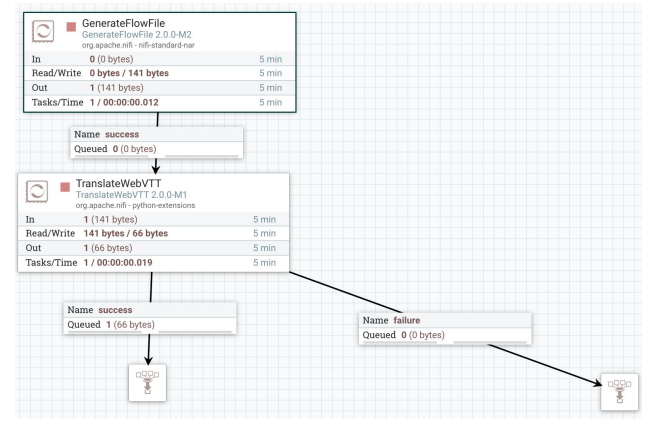 GenerateFlowFile
GenerateFlowFile 2.0.0-M2
org.apache.nifi - nifi-standard-nar
In 0 (0 bytes) 5 min
Read/Write 0 bytes / 141 bytes 5 min
Out 1 (141 bytes) 5 min
Tasks/Time 1 / 00:00:00.012 5 min
Name success
Queued 0 (0 bytes)
TranslateWebVTT
TranslateWebVTT 2.0.0-M1
org.apache.nifi - python-extensions
In 1 (141 bytes) 5 min
Read/Write 141 bytes / 66 bytes 5 min
Out 1 (66 bytes) 5 min
Tasks/Time 1 / 00:00:00.019 5 min
Name success
Queued 1 (66 bytes)
Name failure
Queued 0 (0 bytes)